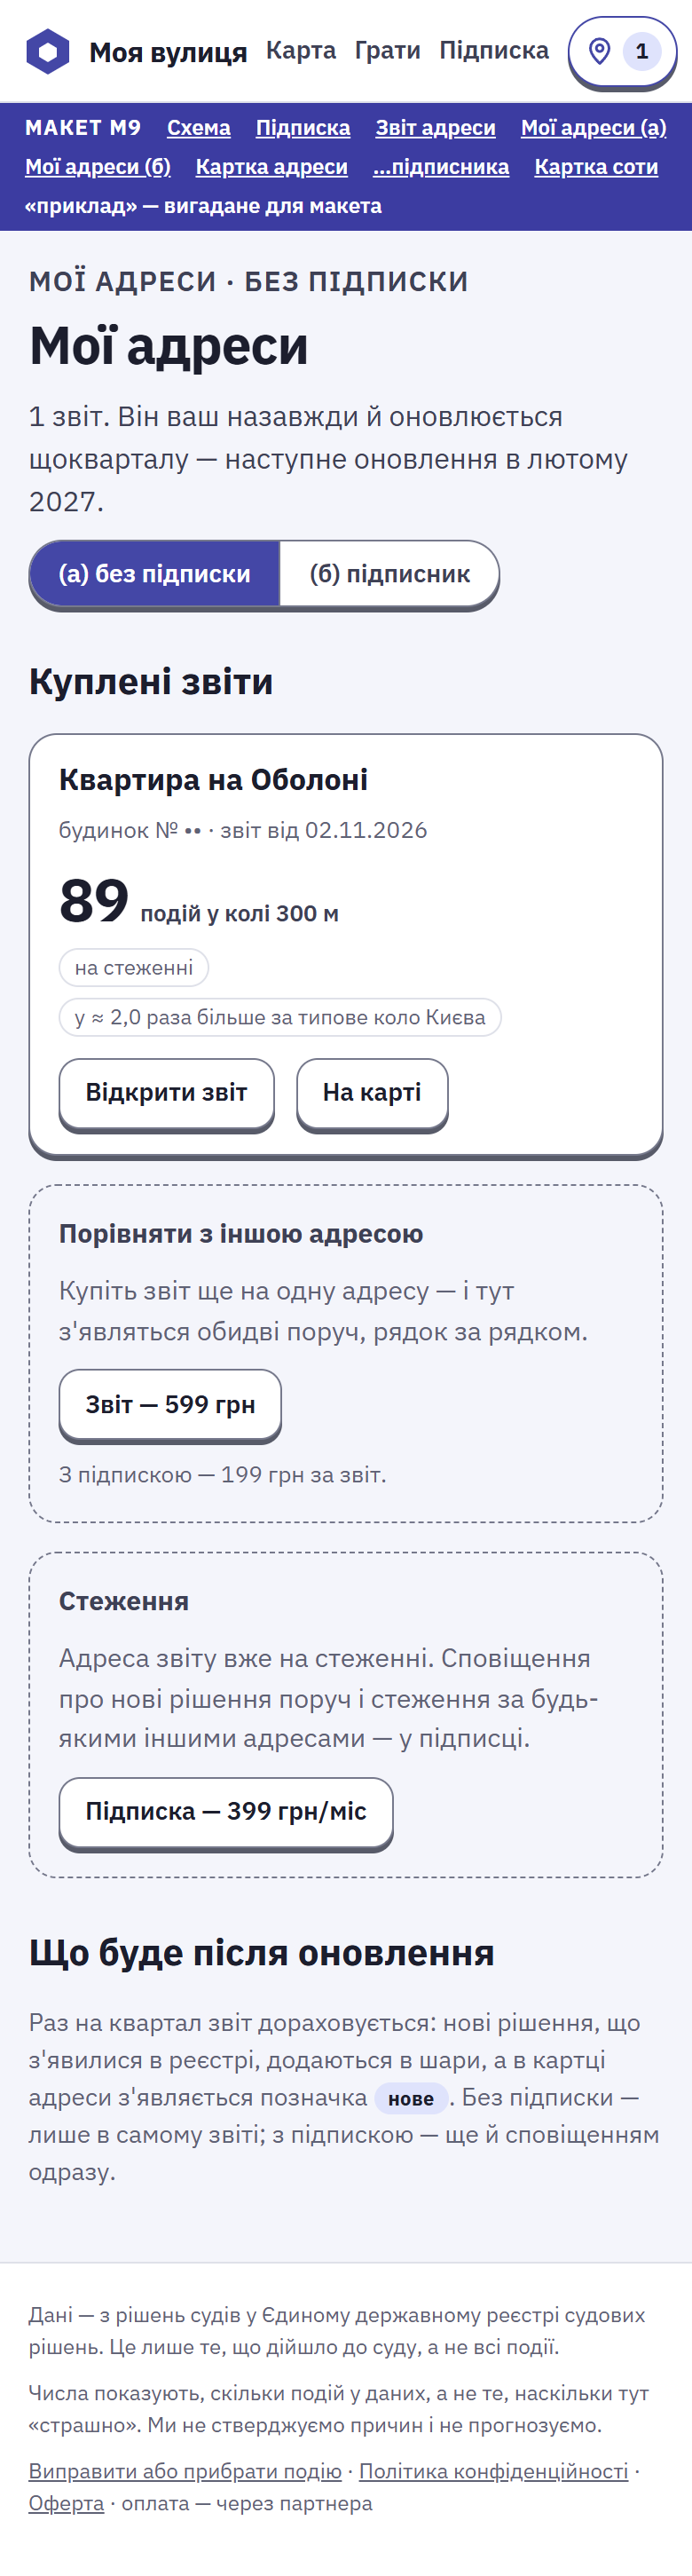 Моя вулиця Карта Грати Підписка 1
МАКЕТ М9 Схема Підписка Звіт адреси Мої адреси (а)
Мої адреси (б) Картка адреси ...підписника Картка соти
«приклад» — вигадане для макета
МОЇ АДРЕСИ · БЕЗ ПІДПИСКИ
Мої адреси
1 звіт. Він ваш назавжди й оновлюється
щокварталу — наступне оновлення в лютому
2027.
(а) без підписки (б) підписник
Куплені звіти
Квартира на Оболоні
будинок № •• · звіт від 02.11.2026
89 подій у колі 300 м
на стеженні
у ≈ 2,0 раза більше за типове коло Києва
Відкрити звіт На карті
Порівняти з іншою адресою
Купіть звіт ще на одну адресу — і тут
з'являться обидві поруч, рядок за рядком.
Звіт — 599 грн
З підпискою — 199 грн за звіт.
Стеження
Адреса звіту вже на стеженні. Сповіщення
про нові рішення поруч і стеження за будь-
якими іншими адресами — у підписці.
Підписка — 399 грн/міс
Що буде після оновлення
Раз на квартал звіт дораховується: нові рішення, що
з'явилися в реєстрі, додаються в шари, а в картці
адреси з'являється позначка нове. Без підписки —
лише в самому звіті; з підпискою — ще й сповіщенням
одразу.
Дані — з рішень судів у Єдиному державному реєстрі судових
рішень. Це лише те, що дійшло до суду, а не всі події.
Числа показують, скільки подій у даних, а не те, наскільки тут
«страшно». Ми не стверджуємо причин і не прогнозуємо.
Виправити або прибрати подію · Політика конфіденційності ·
Оферта · оплата — через партнера